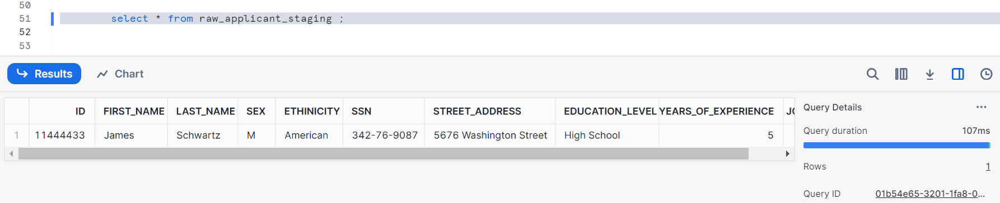 50
51 select * from raw_applicant_staging ;
52
53
Results Chart
ID FIRST_NAME LAST_NAME SEX ETHINICITY SSN STREET_ADDRESS EDUCATION_LEVEL YEARS_OF_EXPERIENCE JO
1 11444433 James Schwartz M American 342-76-9087 5676 Washington Street High School 5
Query Details ...
Query duration 107ms
Rows 1
Query ID 01b54e65-3201-1fa8-0...